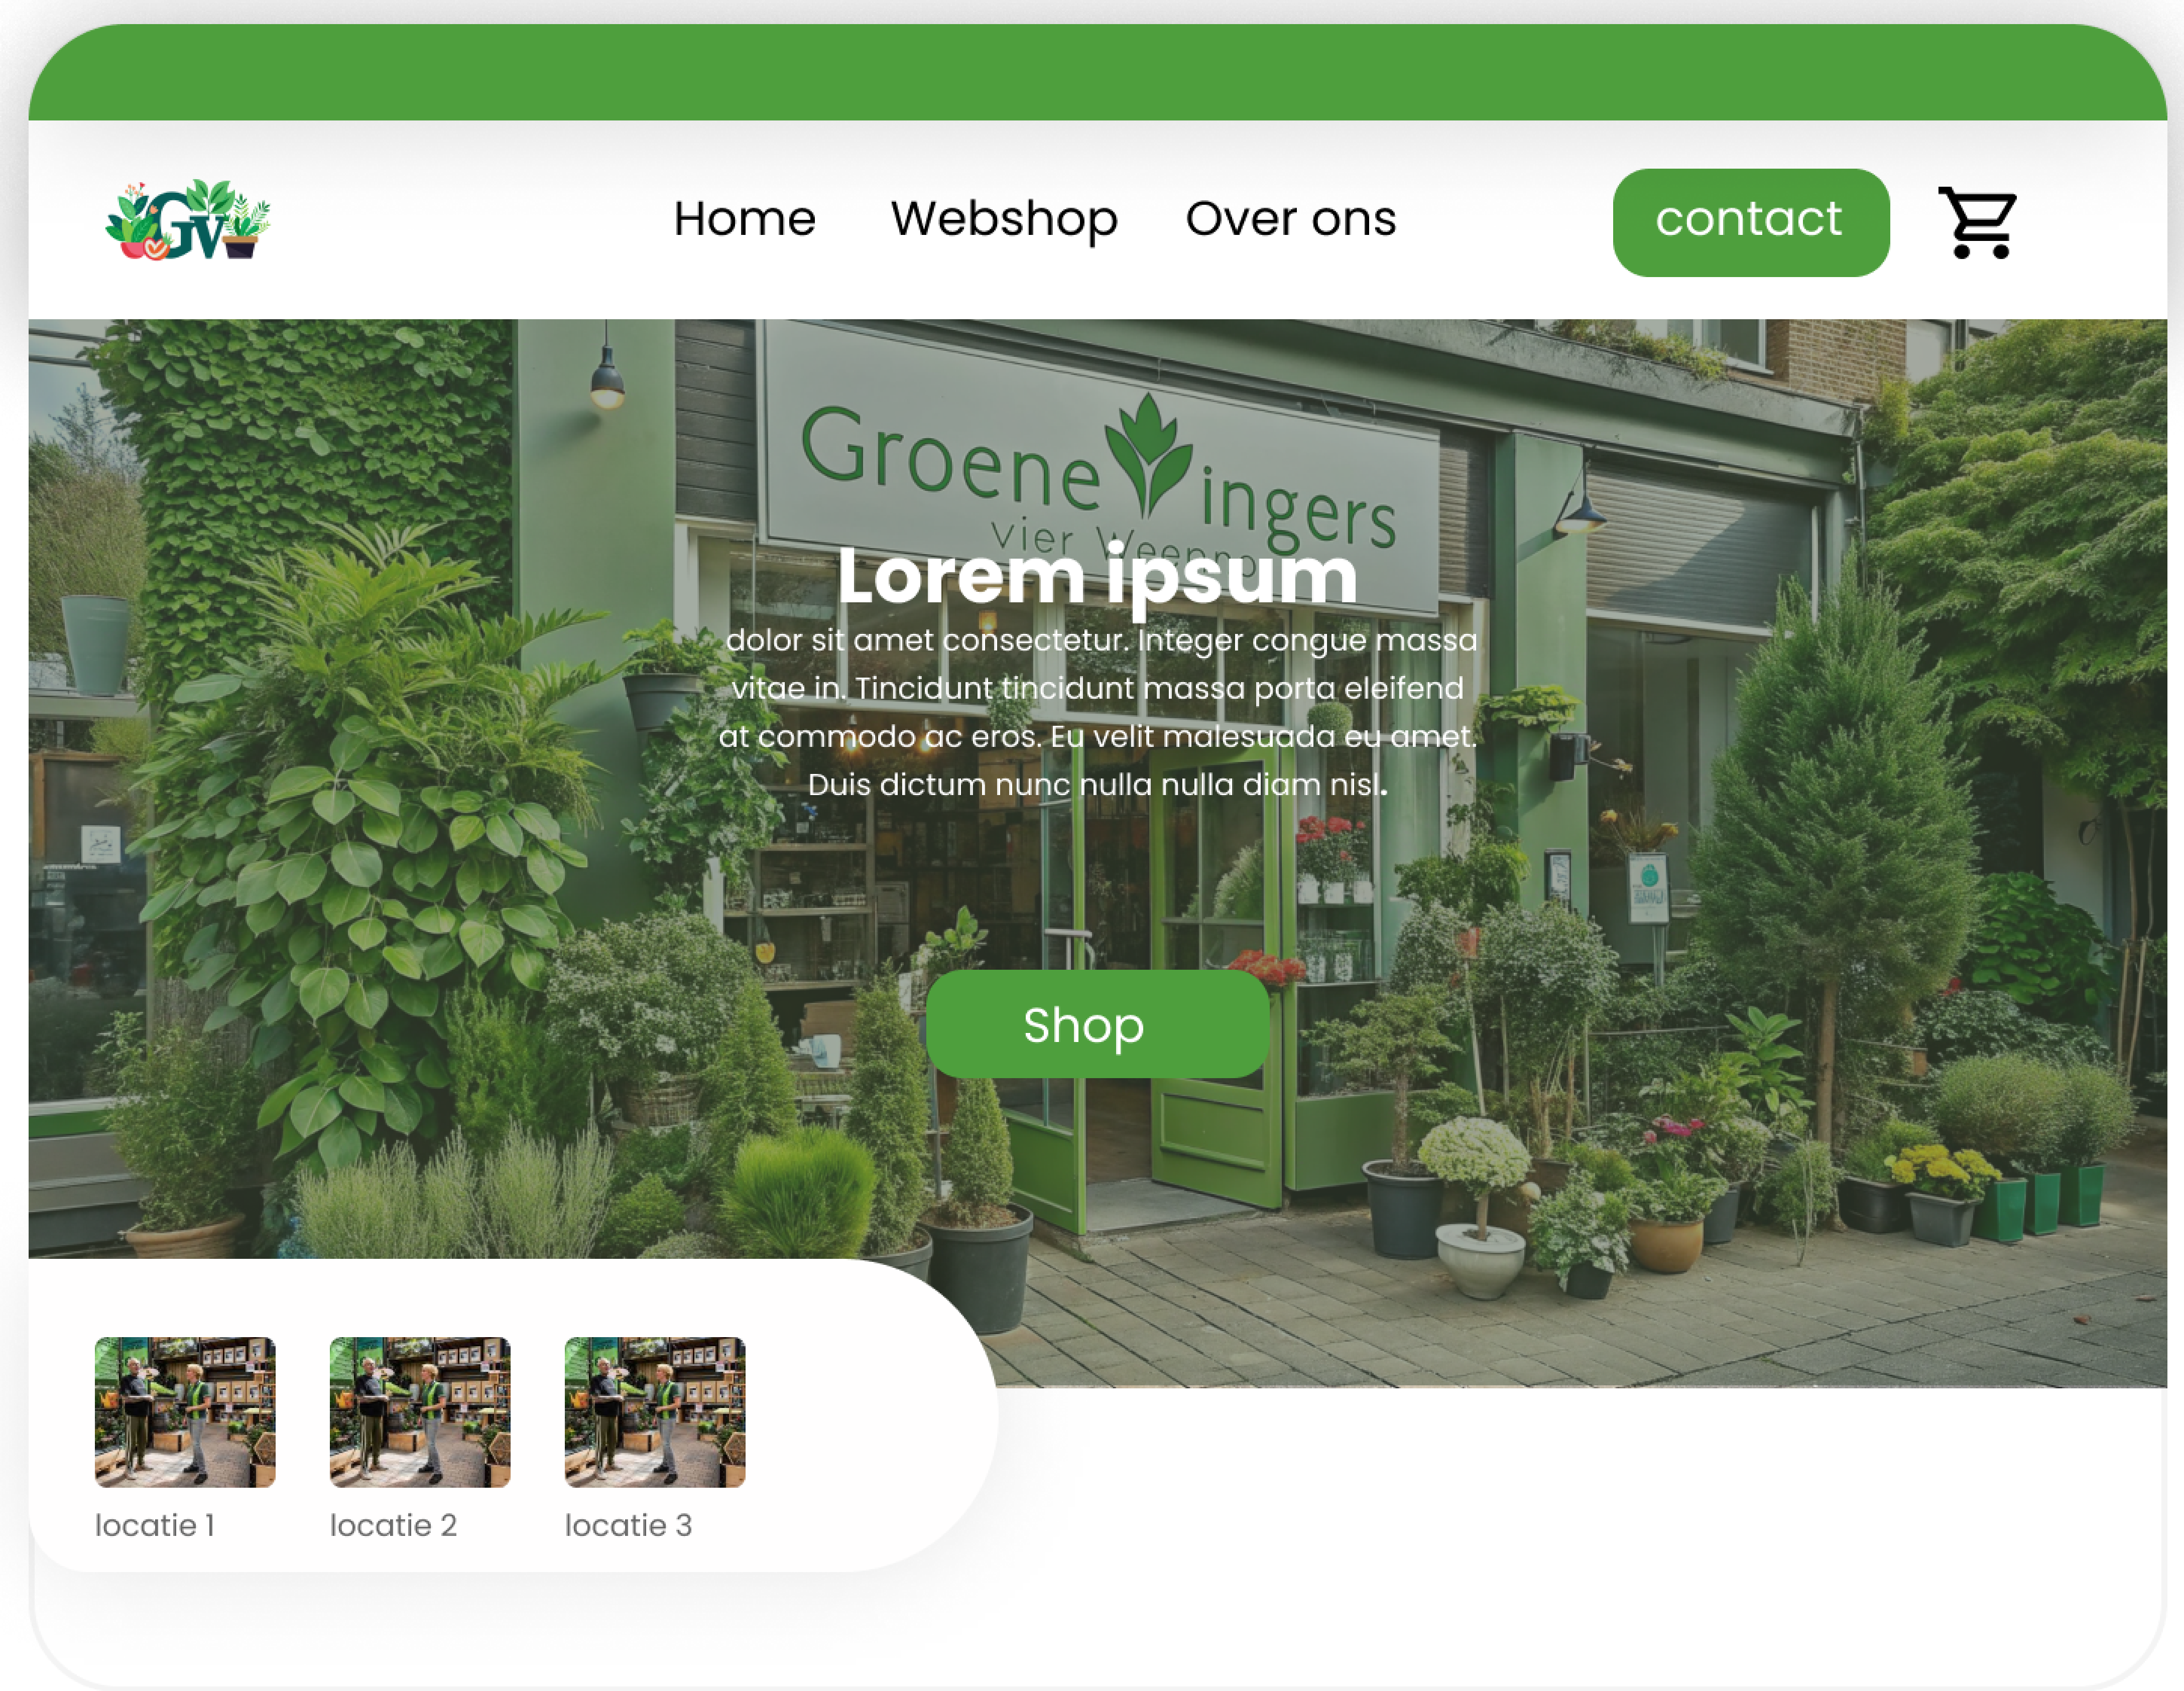 GV
Home Webshop Over ons contact
Groene ingers
Vier
Lorem ipsum
dolor sit amet consectetur. Integer congue massa
vitae in. Tincidunt tincidunt massa porta eleifend
at commodo ac eros. Eu velit malesuada eu amet.
Duis dictum nunc nulla nulla diam nisl.
Shop
locatie 1 locatie 2 locatie 3